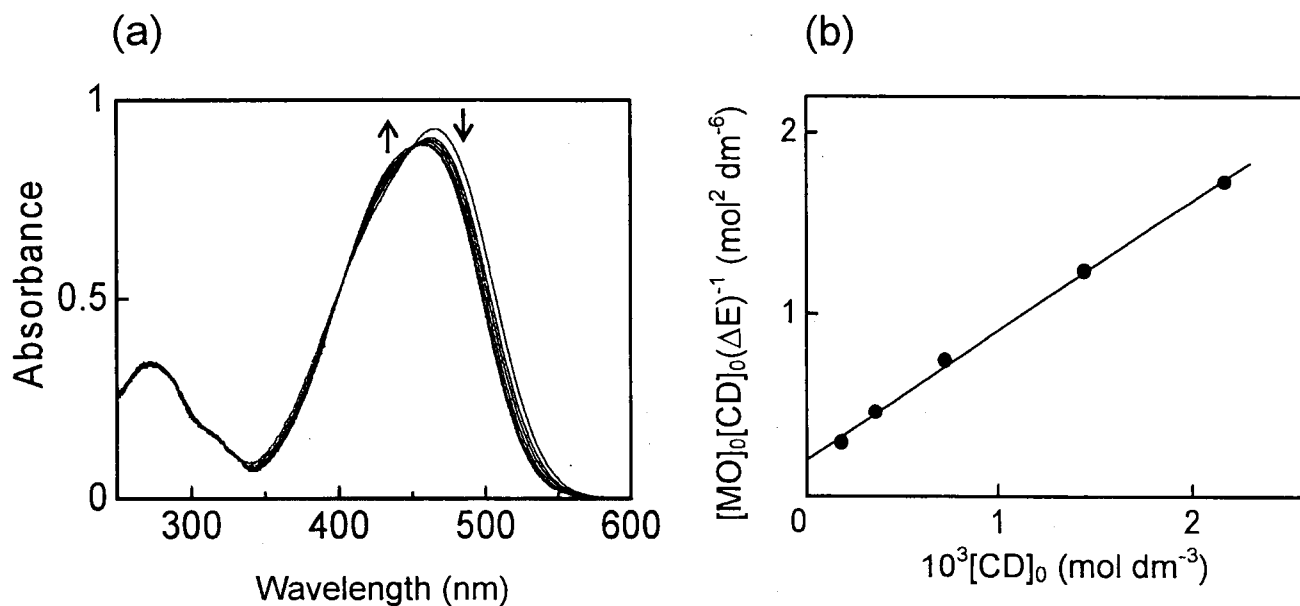 (a)
1
0.5
0
Absorbance
300
400
500
600
Wavelength (nm)
(b)
2
1
[MO]₀[CD]₀(ΔE)⁻¹ (mol² dm⁻⁶)
0
1
2
10³[CD]₀ (mol dm⁻³)